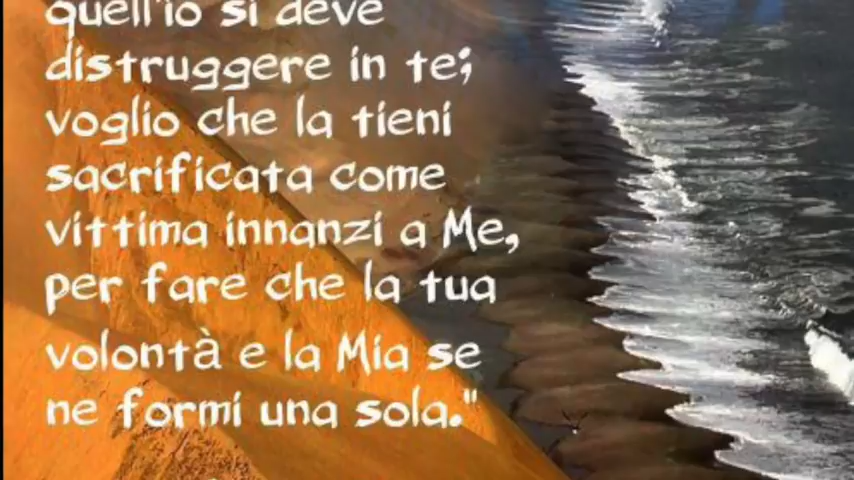 quell'io si deve
distruggere in te;
voglio che la tieni
sacrificata come
vittima innanzi a Me,
per fare che la tua
volontà e la Mia se
ne formi una sola."